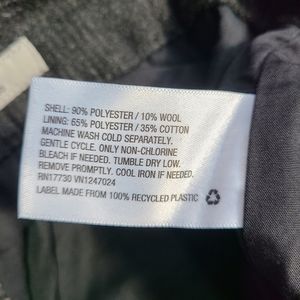 SHELL: 90% POLYESTER / 10% WOOL
LINING: 65% POLYESTER / 35% COTTON
MACHINE WASH COLD SEPARATELY.
GENTLE CYCLE. ONLY NON-CHLORINE
BLEACH IF NEEDED. TUMBLE DRY LOW.
REMOVE PROMPTLY. COOL IRON IF NEEDED.
RN17730 VN1247024
LABEL MADE FROM 100% RECYCLED PLASTIC